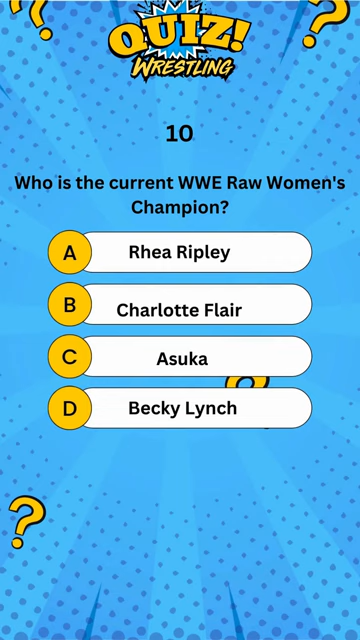 QUIZ!
WRESTLING
10
Who is the current WWE Raw Women's
Champion?
A Rhea Ripley
B Charlotte Flair
C Asuka
D Becky Lynch